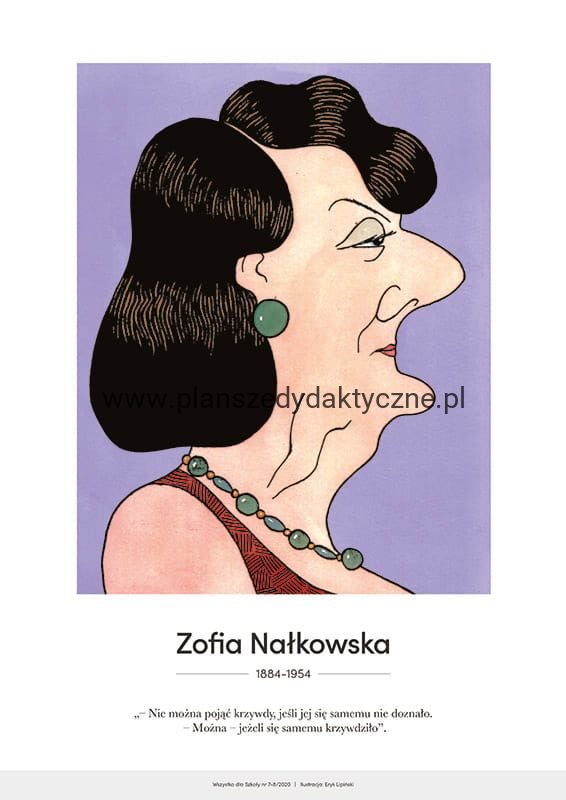 www.planszedydaktyczne.pl
Zofia Nałkowska
1884-1954
„– Nie można pojąć krzywdy, jeśli jej się samemu nie doznało.
– Można – jeżeli się samemu krzywdziło”.
Wszystko dla Szkoły nr 7-8/2020 | Ilustracja: Eryk Lipiński